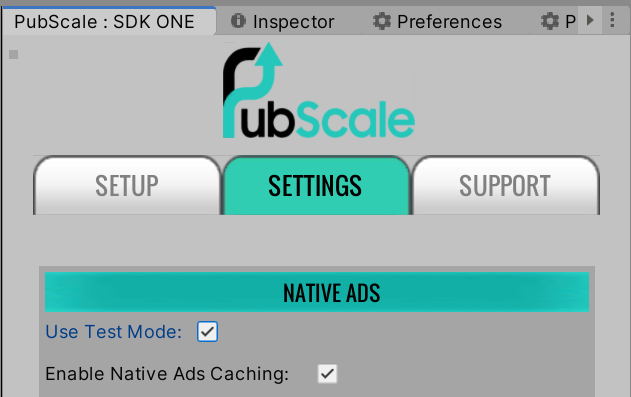 PubScale : SDK ONE
Inspector
Preferences
P
PubScale
SETUP
SETTINGS
SUPPORT
NATIVE ADS
Use Test Mode:
Enable Native Ads Caching: